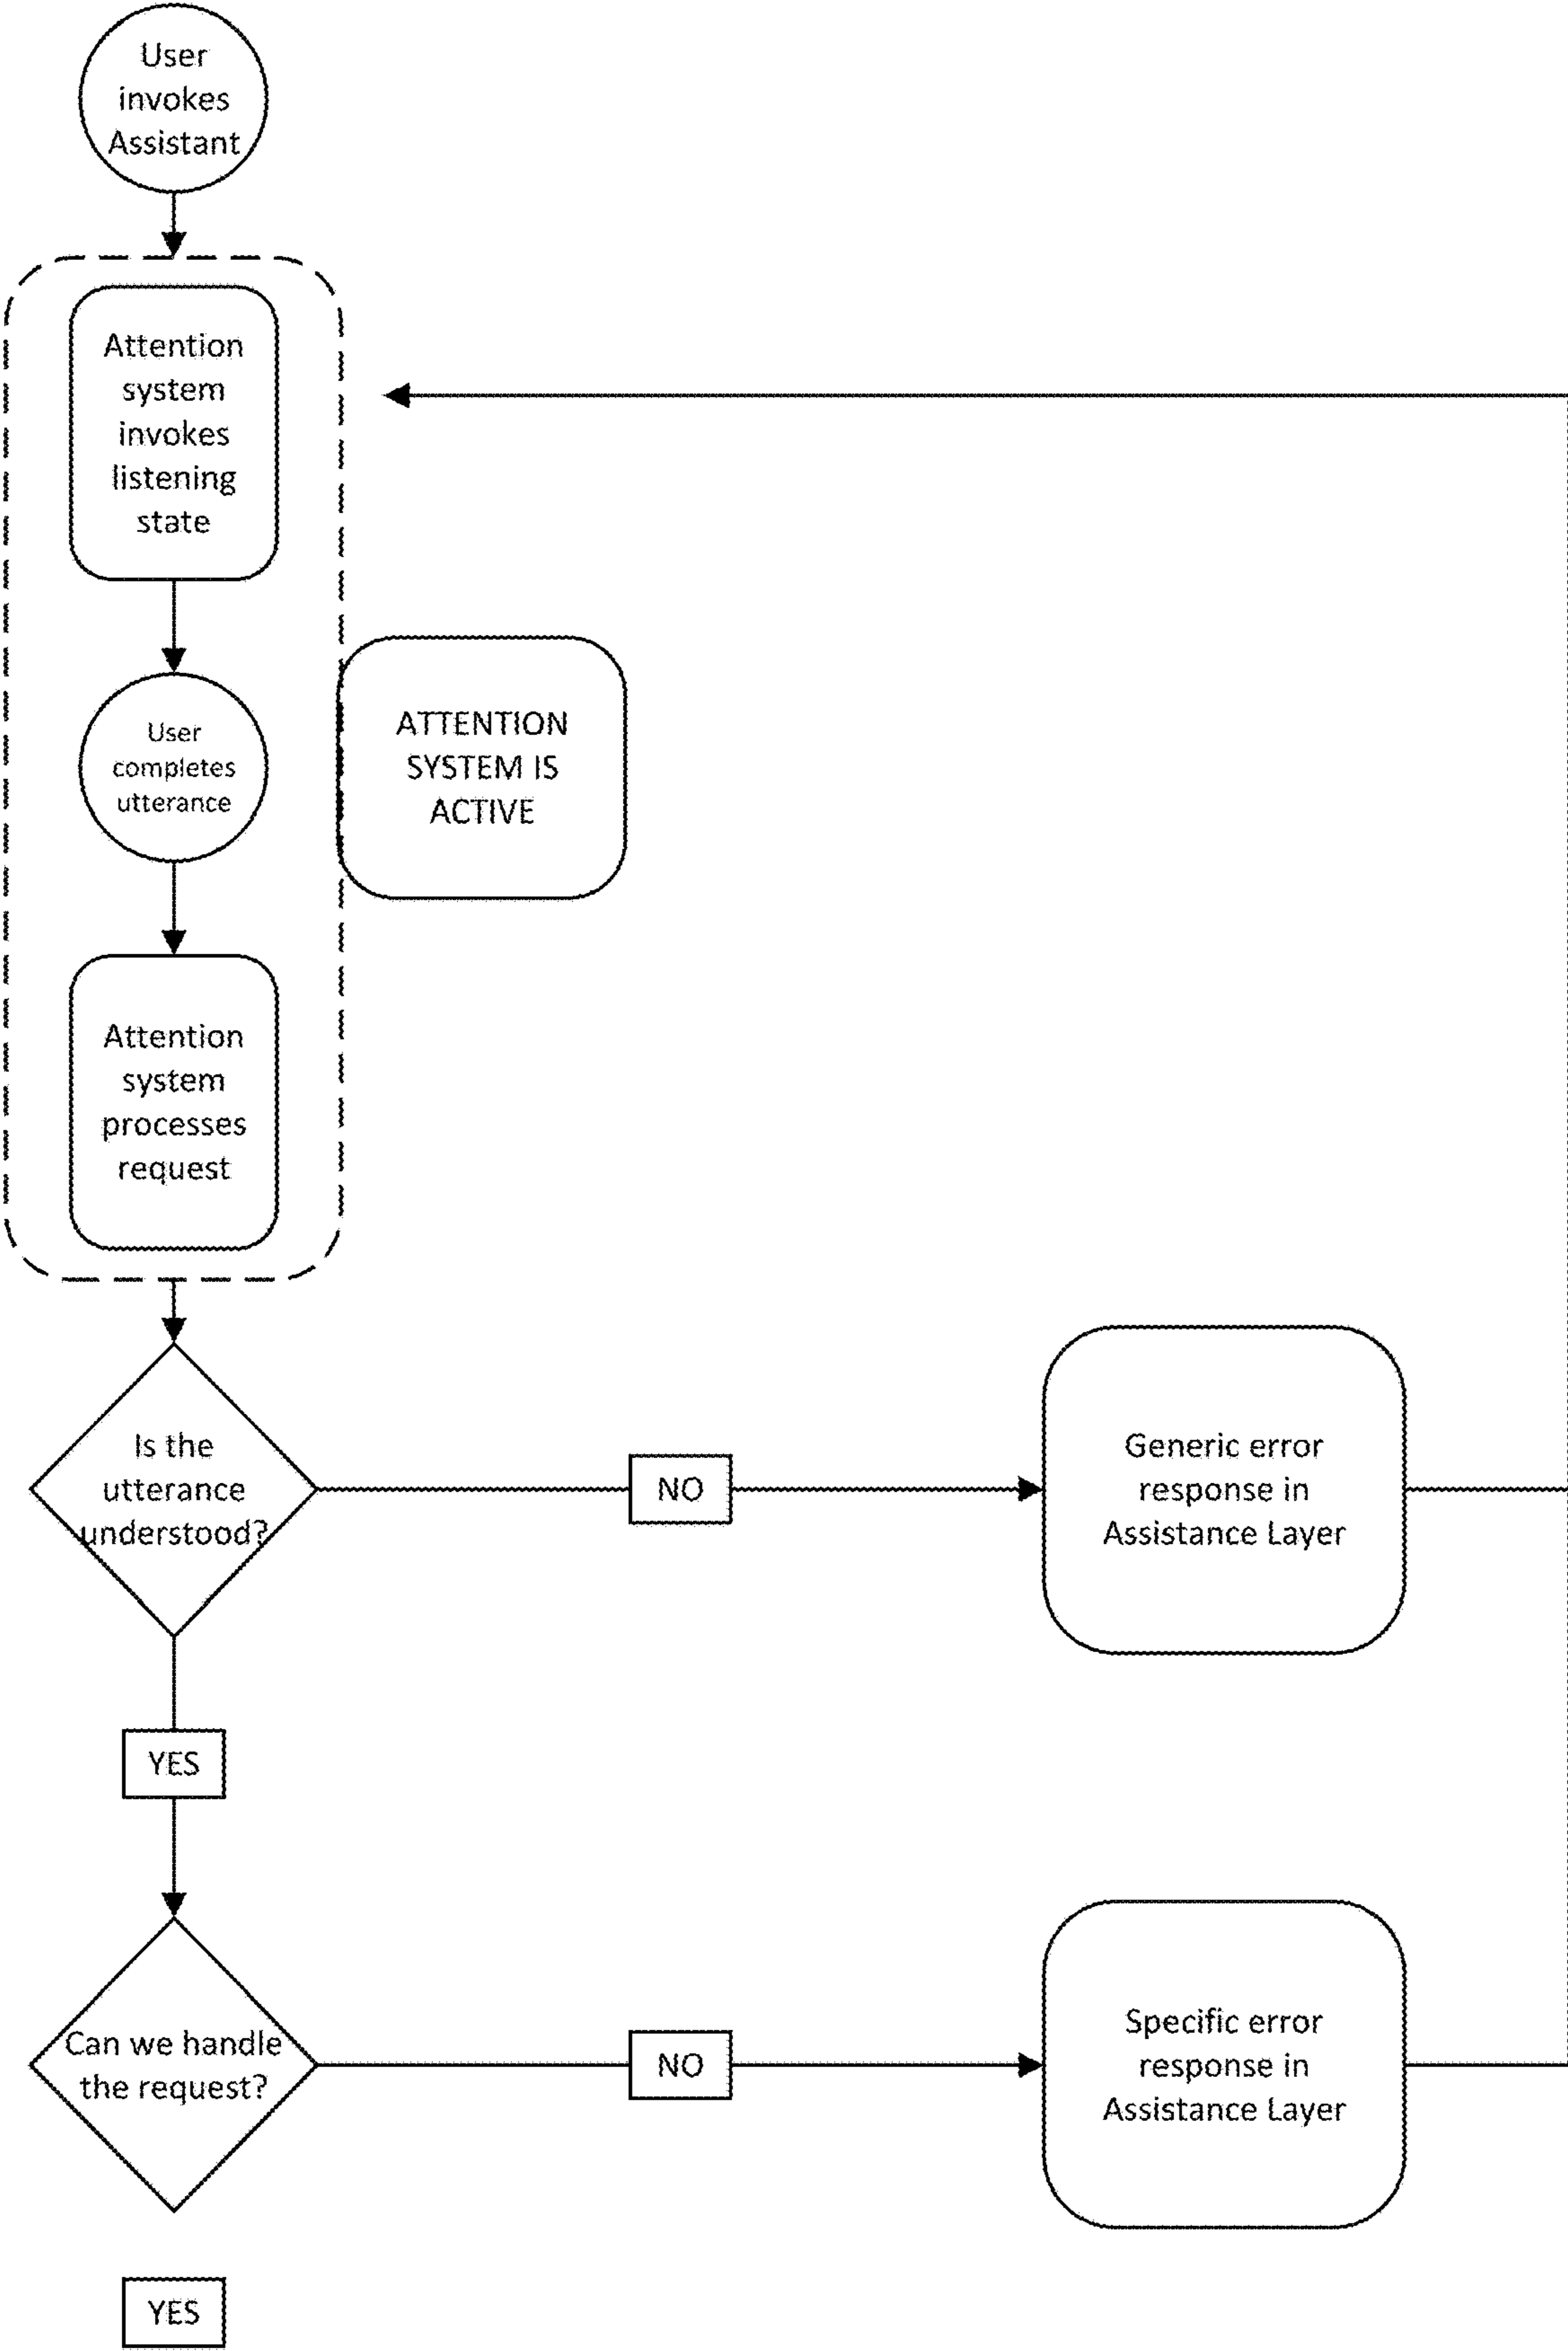 User
invokes
Assistant
Attention
system
invokes
listening
state
User
completes
utterance
ATTENTION
SYSTEM IS
ACTIVE
Attention
system
processes
request
Is the
utterance
understood?
NO
Generic error
response in
Assistance Layer
YES
Can we handle
the request?
NO
Specific error
response in
Assistance Layer
YES